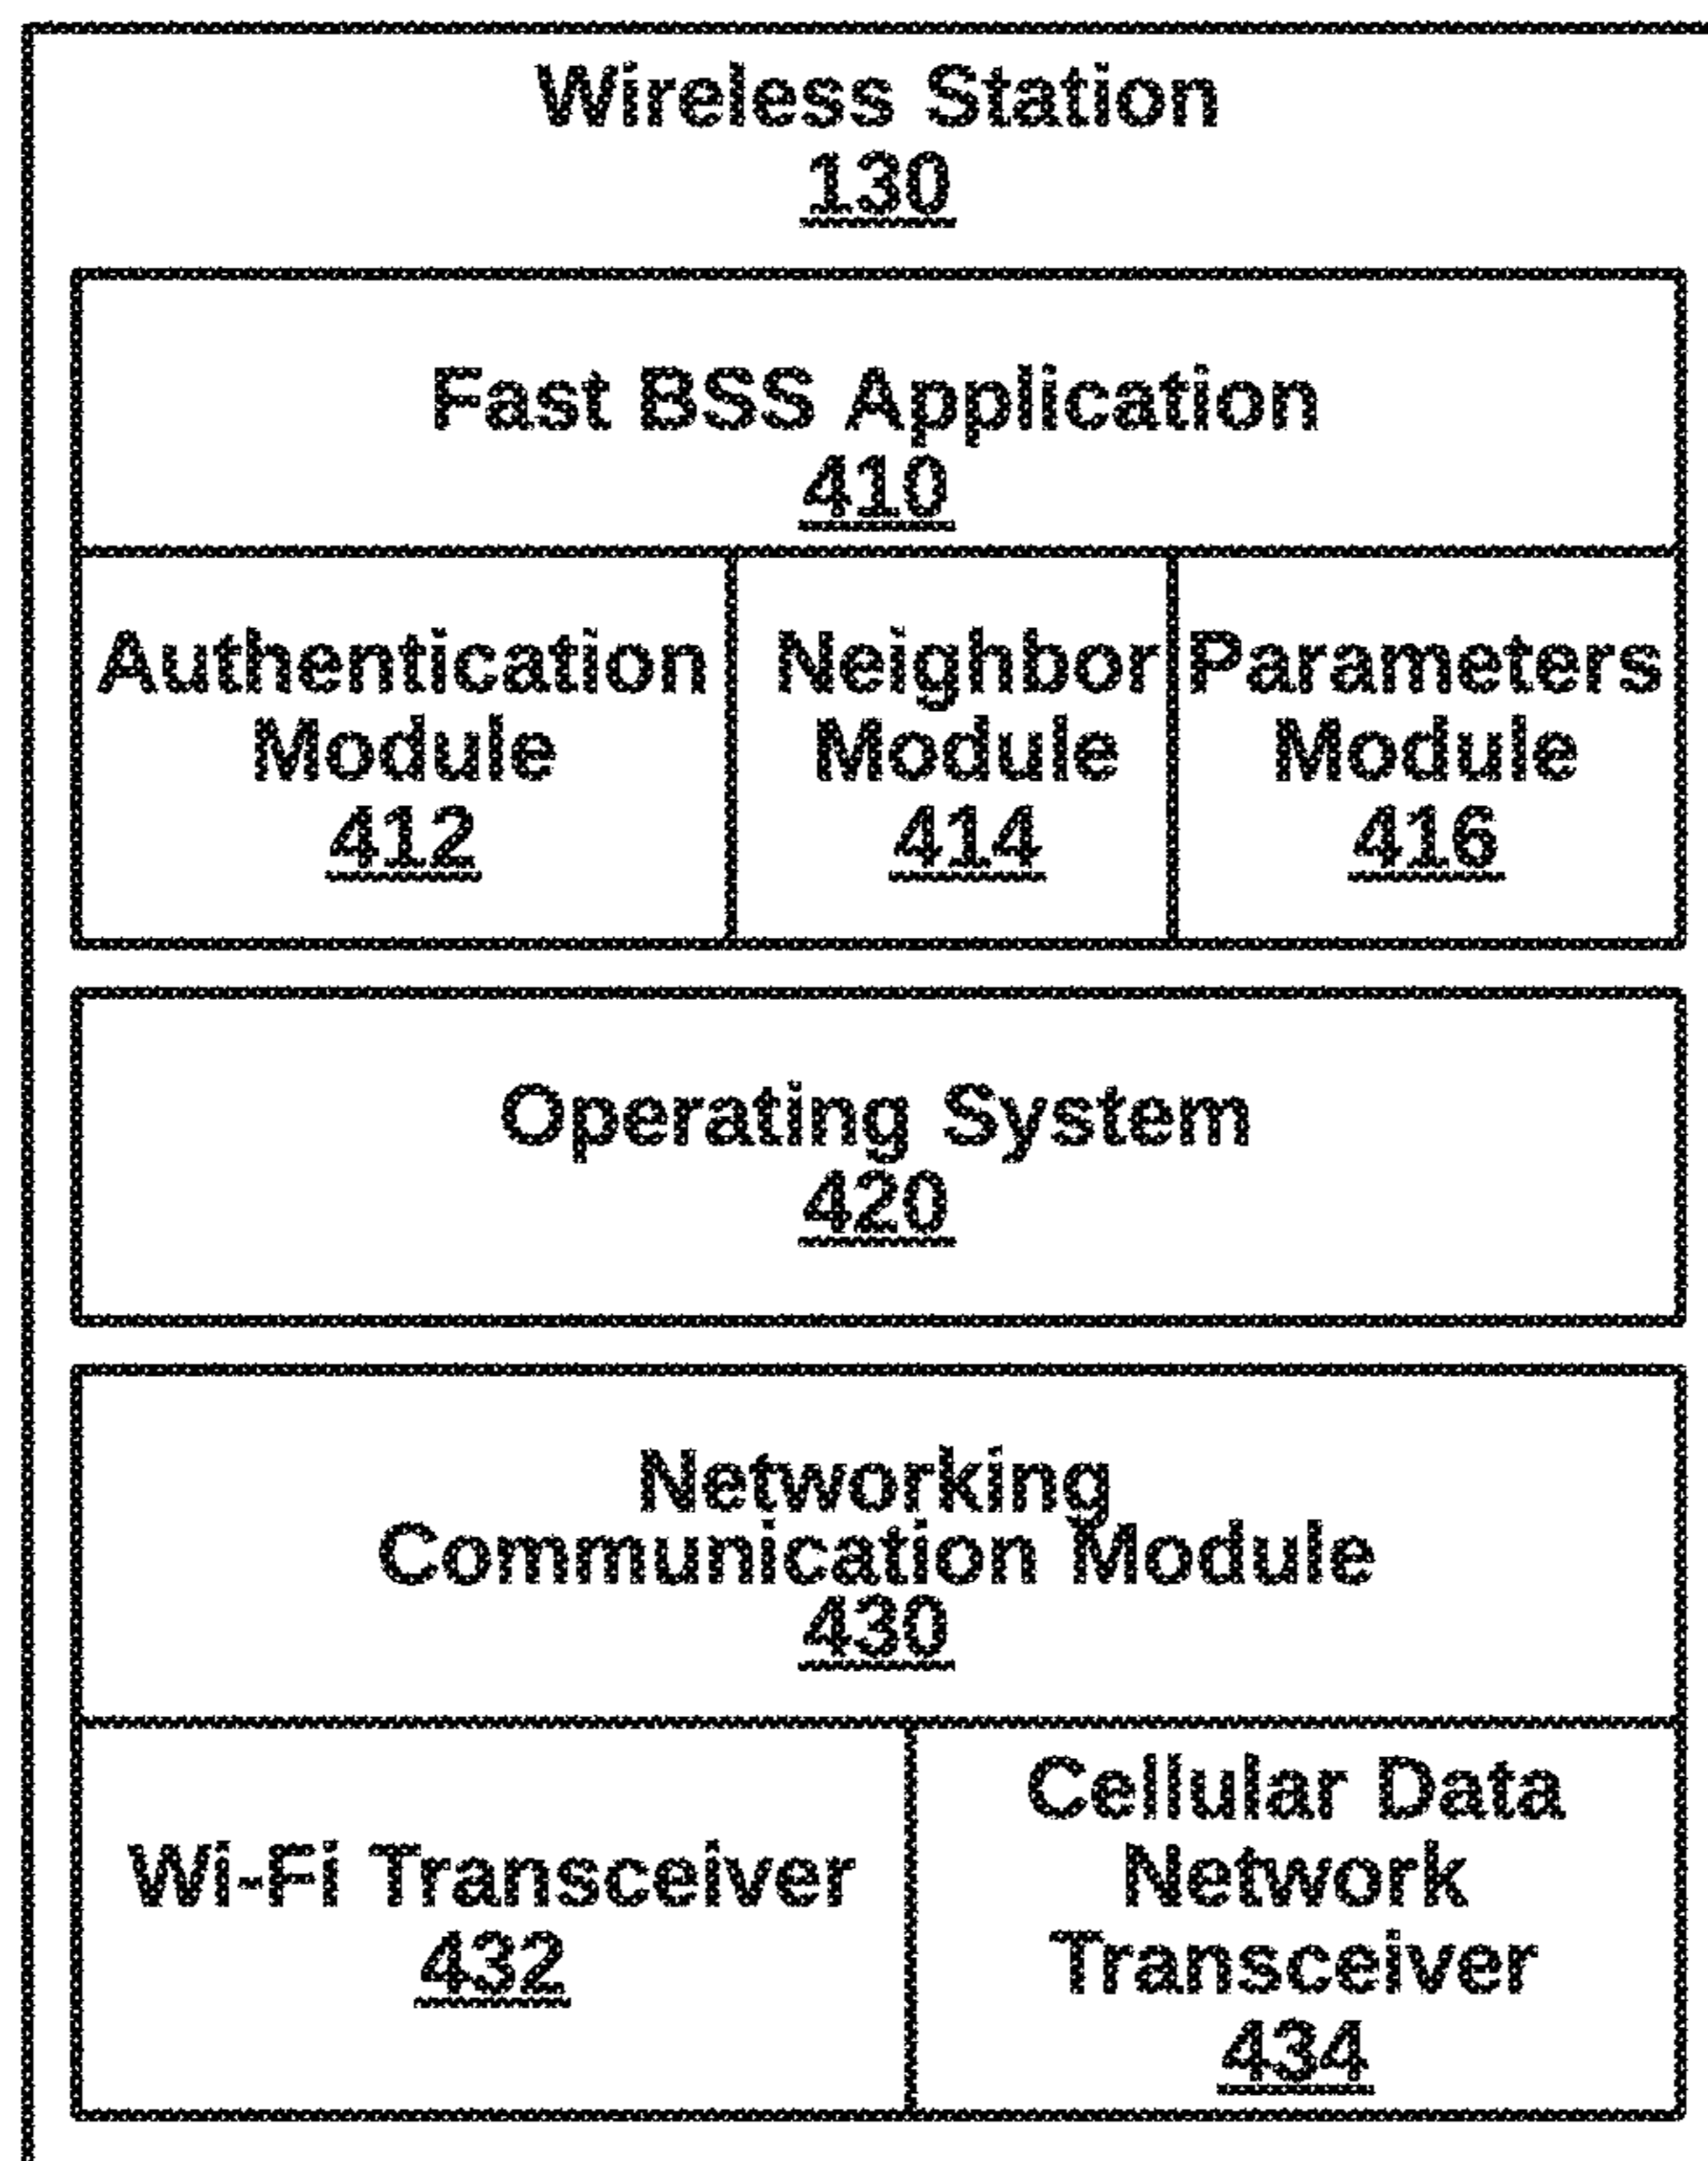 Wireless Station
130
Fast BSS Application
410
Authentication
Module
412
Neighbor
Module
414
Parameters
Module
416
Operating System
420
Networking
Communication Module
430
Wi-Fi Transceiver
432
Cellular Data
Network
Transceiver
434